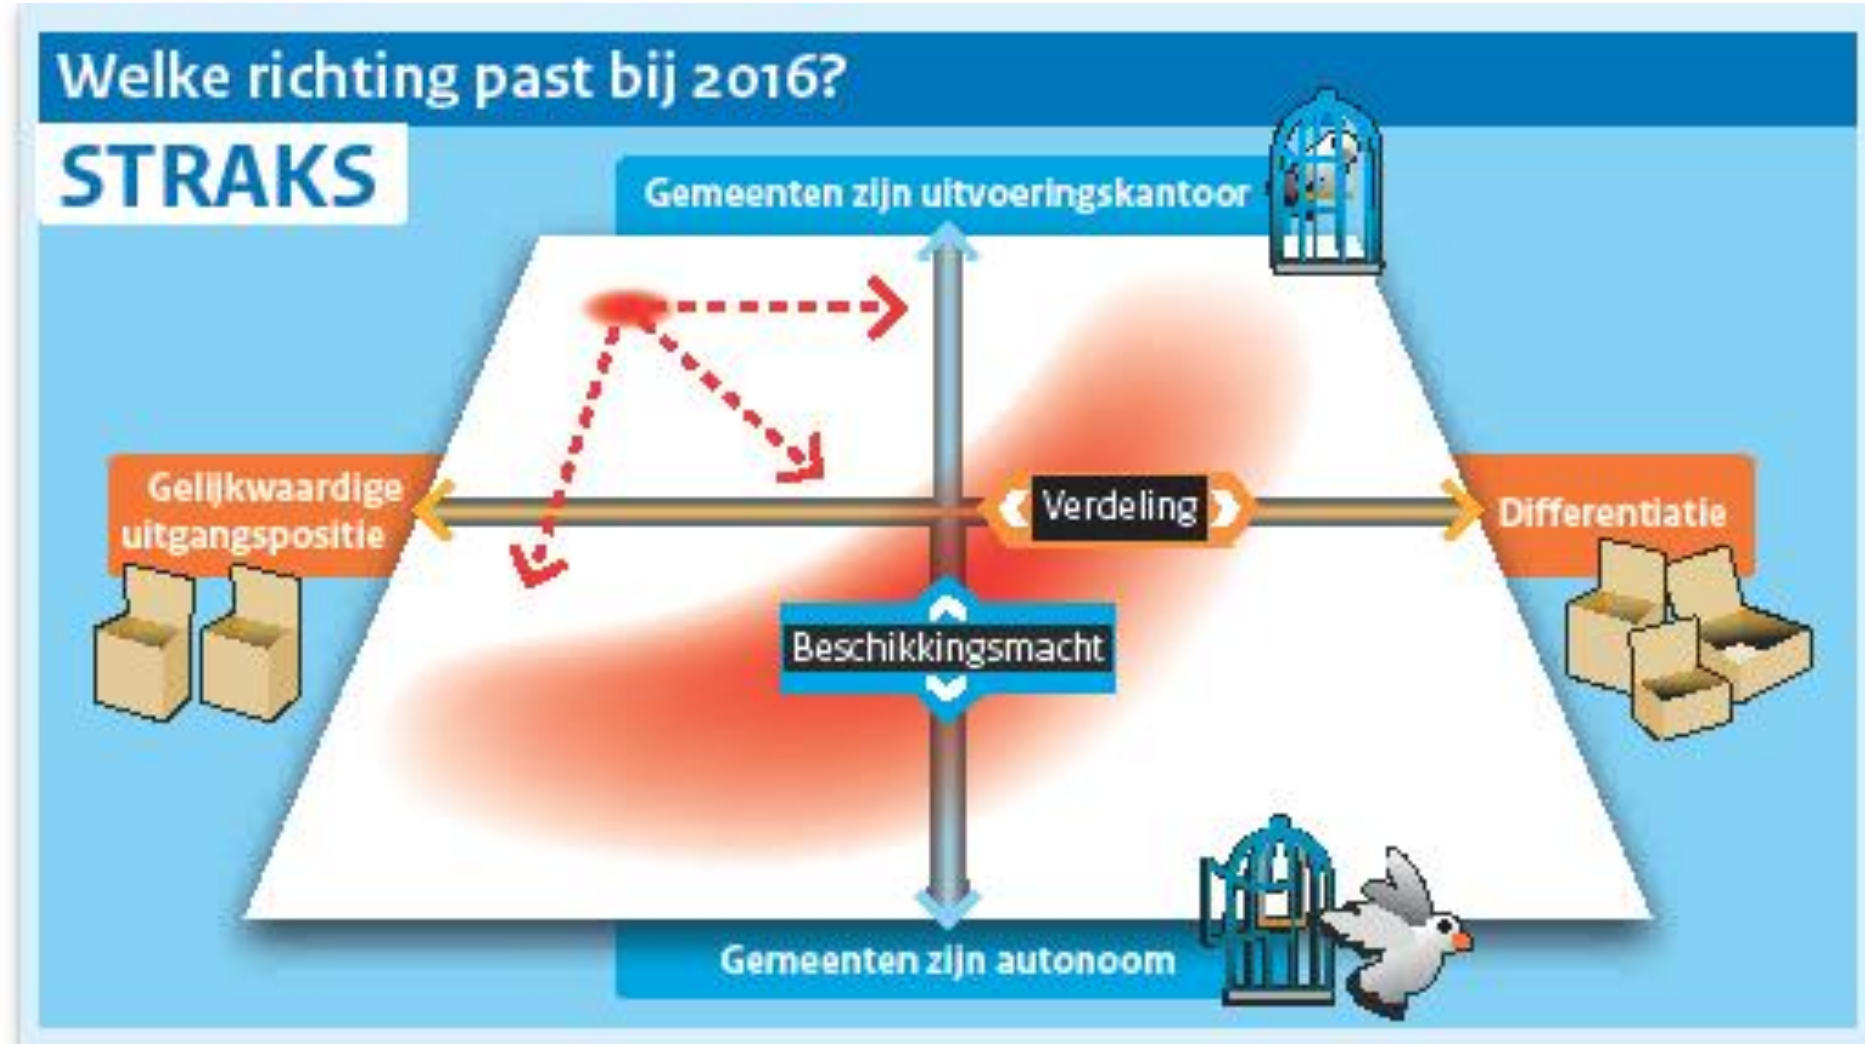 Welke richting past bij 2016?
STRAKS
Gemeenten zijn uitvoeringskantoor
Gelijkwaardige
uitgangspositie
Verdeling
Differentiatie
Beschikkingsmacht
Gemeenten zijn autonoom